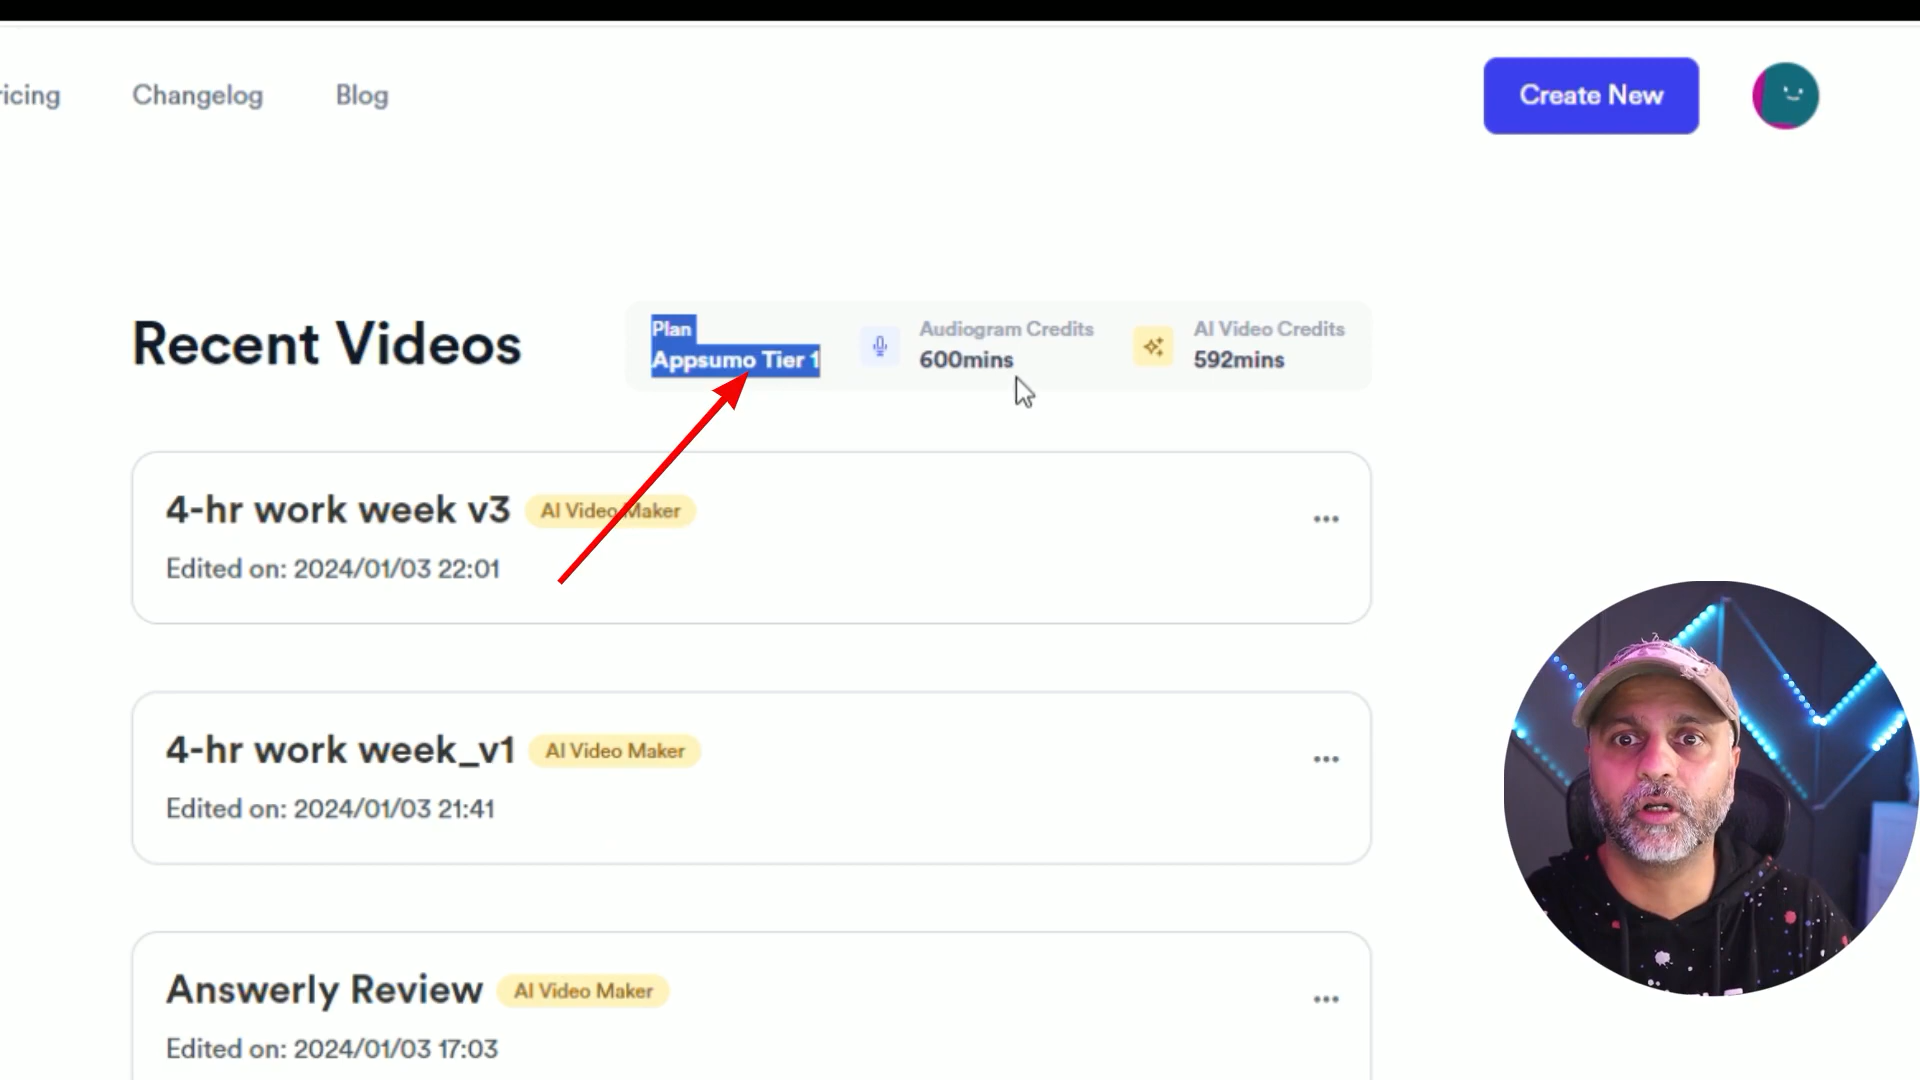 ricing Changelog Blog Create New
Recent Videos
Plan
Appsumo Tier 1
Audiogram Credits
600mins
AI Video Credits
592mins
4-hr work week v3 AI Video Maker
Edited on: 2024/01/03 22:01
4-hr work week_v1 AI Video Maker
Edited on: 2024/01/03 21:41
Answerly Review AI Video Maker
Edited on: 2024/01/03 17:03